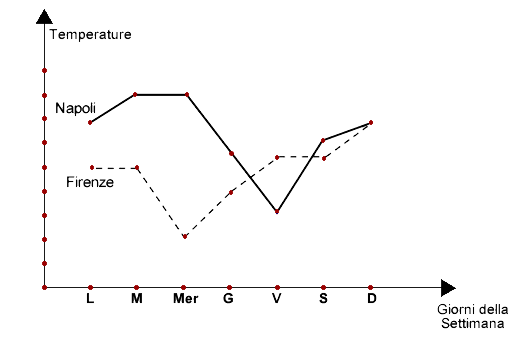 Temperature
Napoli
Firenze
L M Mer G V S D
Giorni della
Settimana